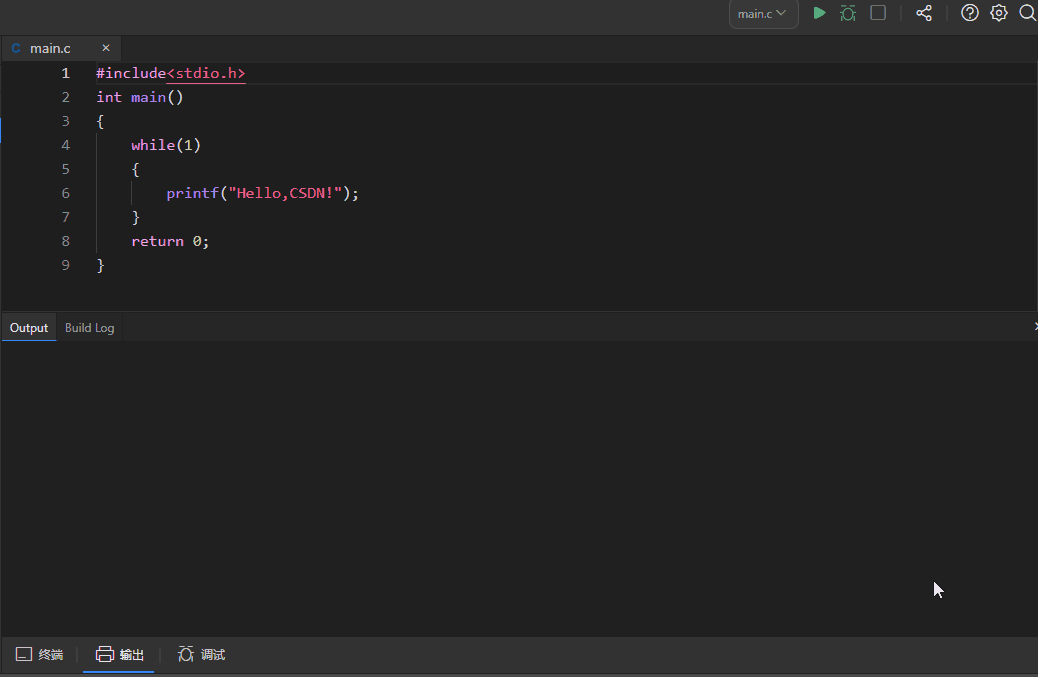 main.c
C main.c ×
1 #include<stdio.h>
2 int main()
3 {
4 while(1)
5 {
6 printf("Hello,CSDN!");
7 }
8 return 0;
9 }
Output Build Log
终端 输出 调试